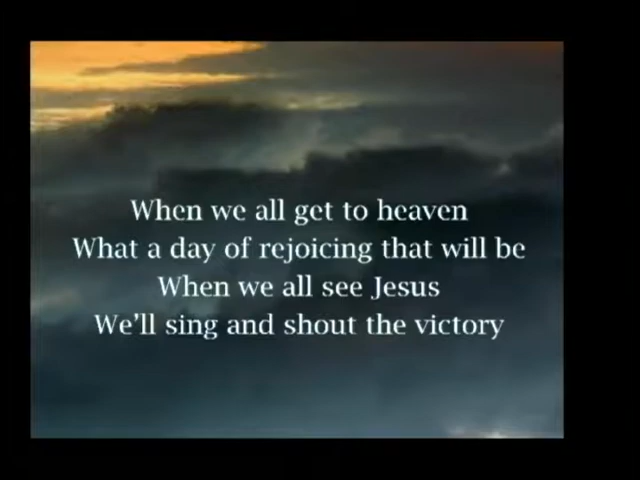 When we all get to heaven
What a day of rejoicing that will be
When we all see Jesus
We'll sing and shout the victory